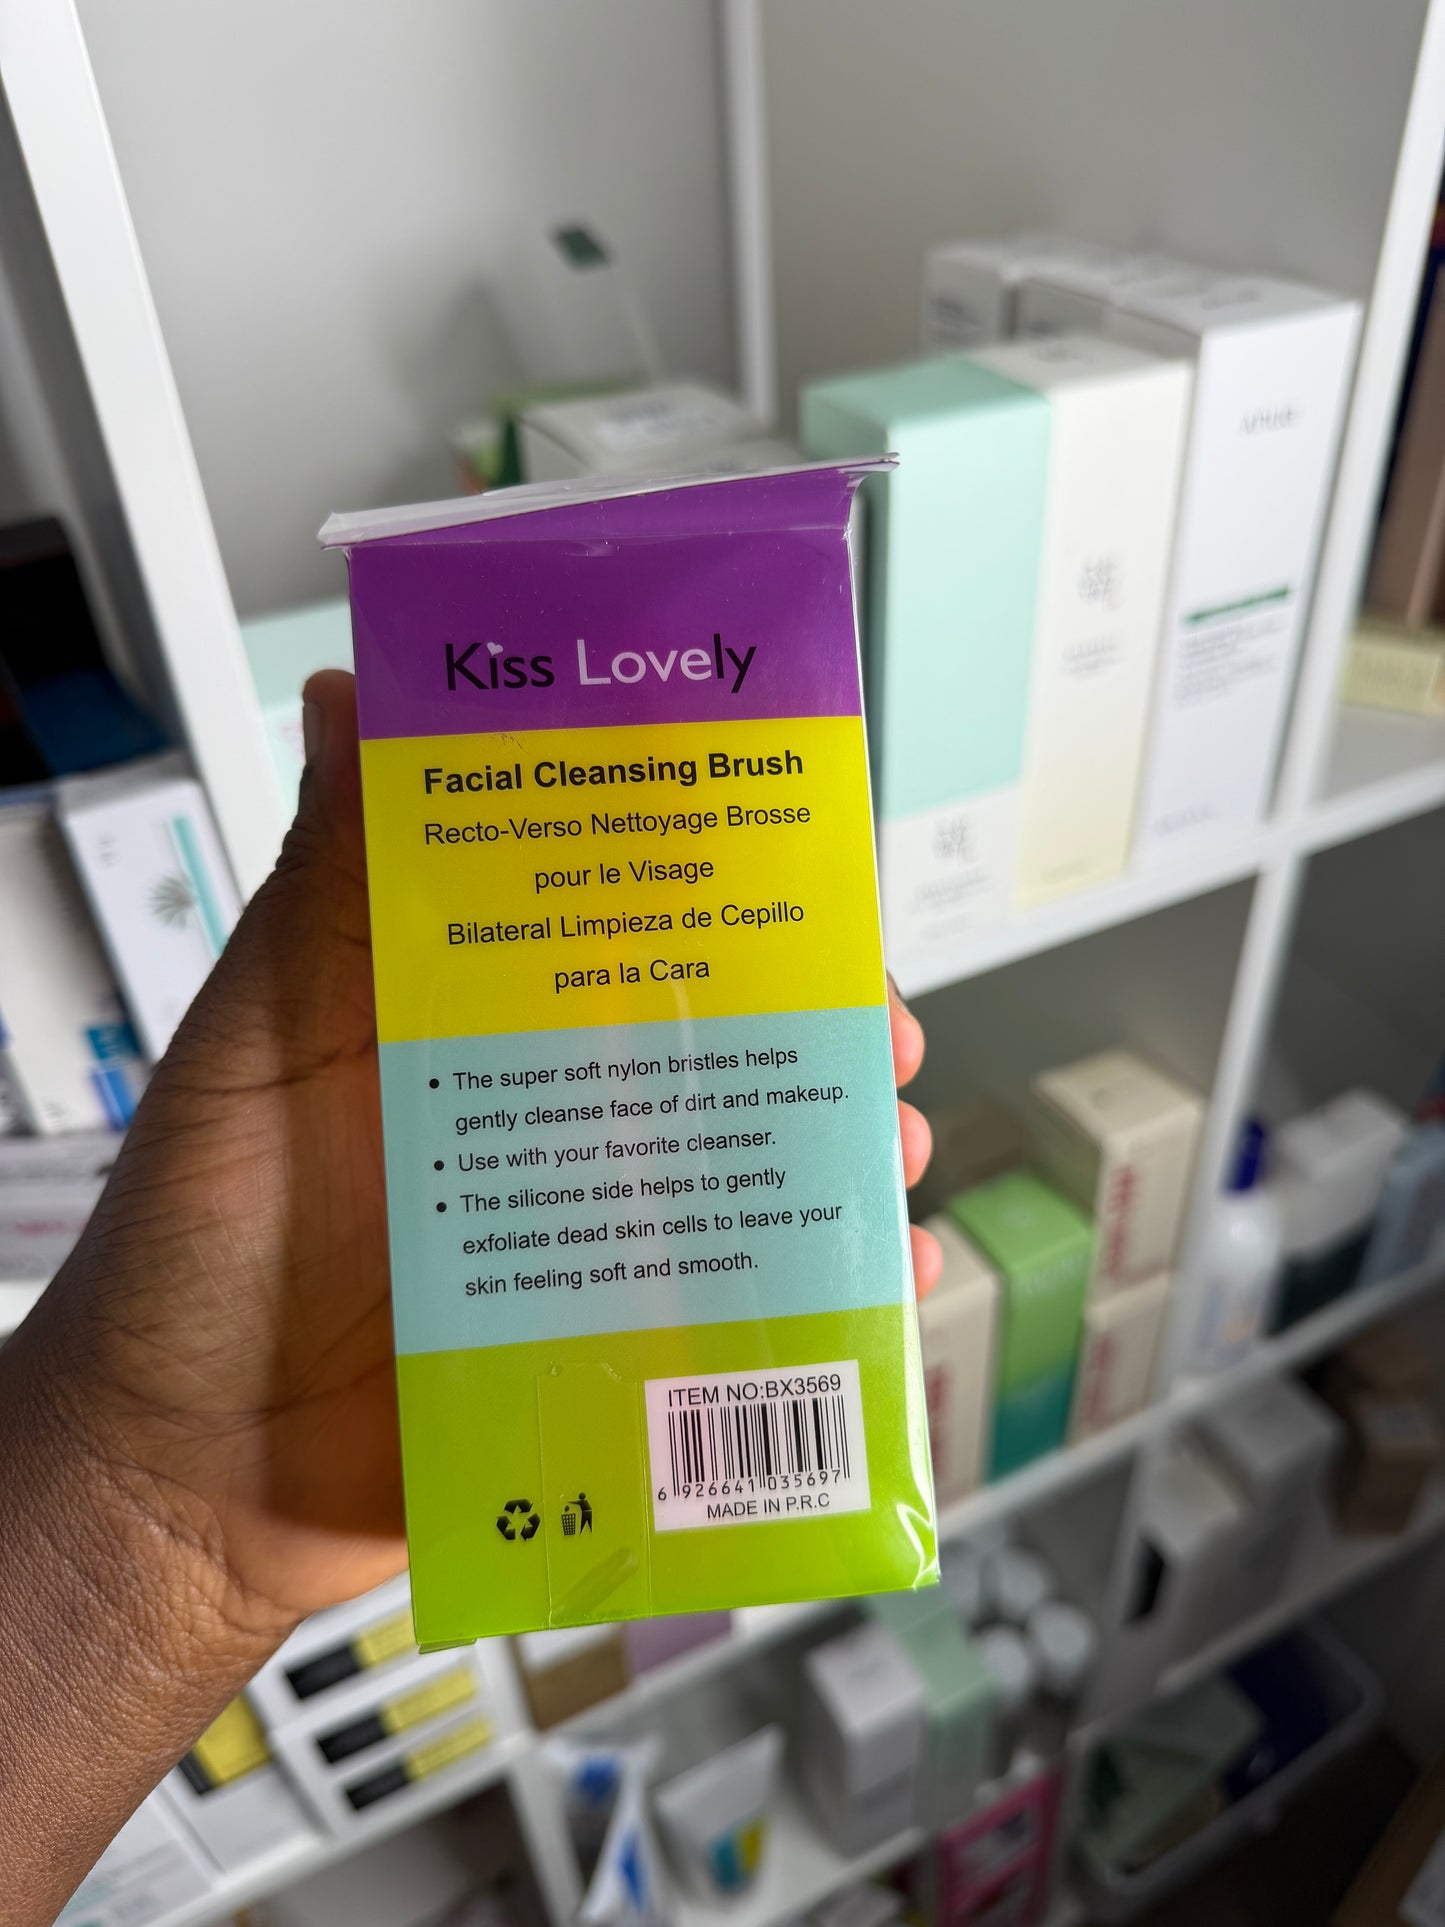 Kiss Lovely
Facial Cleansing Brush
Recto-Verso Nettoyage Brosse
pour le Visage
Bilateral Limpieza de Cepillo
para la Cara
• The super soft nylon bristles helps
gently cleanse face of dirt and makeup.
• Use with your favorite cleanser.
• The silicone side helps to gently
exfoliate dead skin cells to leave your
skin feeling soft and smooth.
ITEM NO:BX3569
6 926641 035697
MADE IN P.R.C